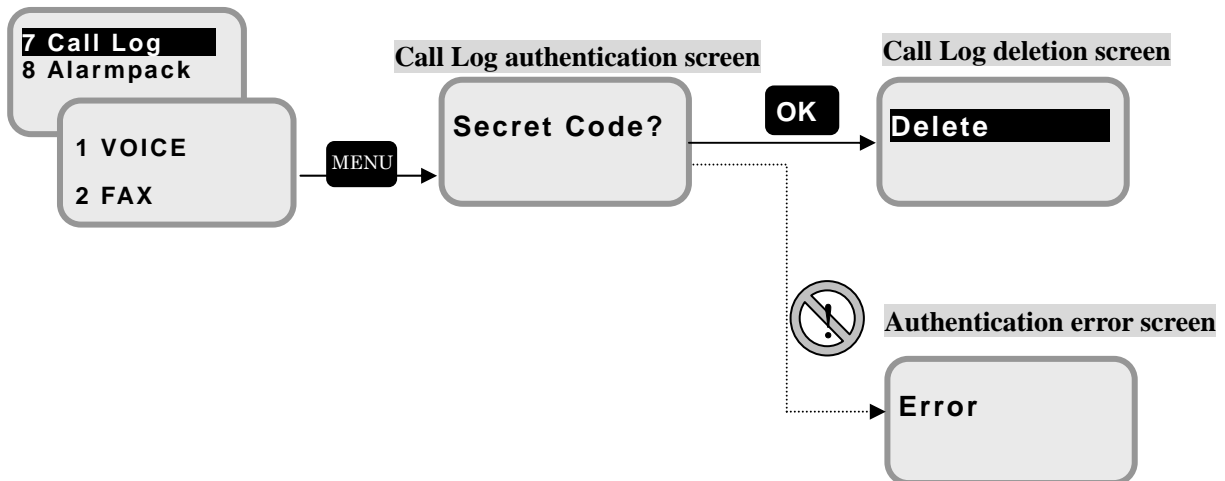 7 Call Log
8 Alarmpack
1 VOICE
2 FAX
MENU
Call Log authentication screen
Secret Code?
OK
Call Log deletion screen
Delete
!
Authentication error screen
Error